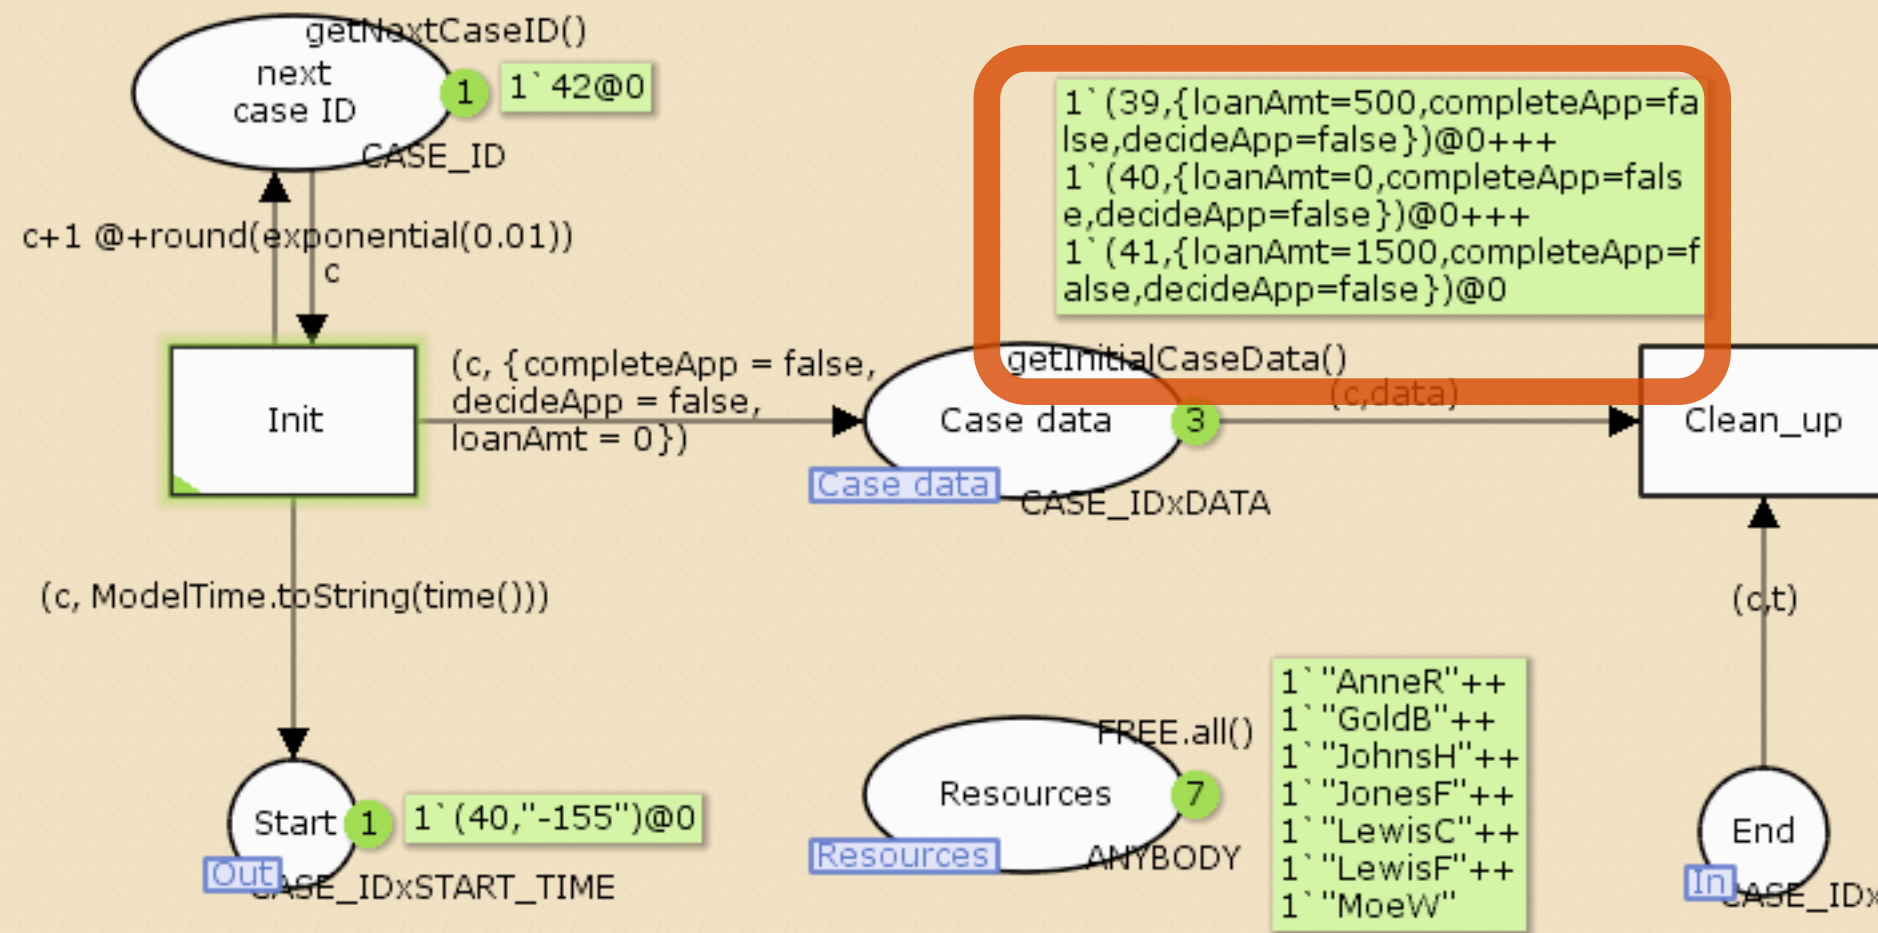 getNextCaseID()
next
case ID
1
1`42@0
CASE_ID
c+1 @+round(exponential(0.01))
c
1`(39,{loanAmt=500,completeApp=fa
lse,decideApp=false})@0+++
1`(40,{loanAmt=0,completeApp=fals
e,decideApp=false})@0+++
1`(41,{loanAmt=1500,completeApp=f
alse,decideApp=false})@0
Init
(c, {completeApp = false,
decideApp = false,
loanAmt = 0})
getInitialCaseData()
Case data
3
(c,data)
Clean_up
Case data
CASE_IDxDATA
(c, ModelTime.toString(time()))
(c,t)
Start
1
1`(40,"-155")@0
Out
CASE_IDxSTART_TIME
FREE.all()
Resources
7
Resources
ANYBODY
1`"AnneR"++
1`"GoldB"++
1`"JohnsH"++
1`"JonesF"++
1`"LewisC"++
1`"LewisF"++
1`"MoeW"
End
In
CASE_IDx